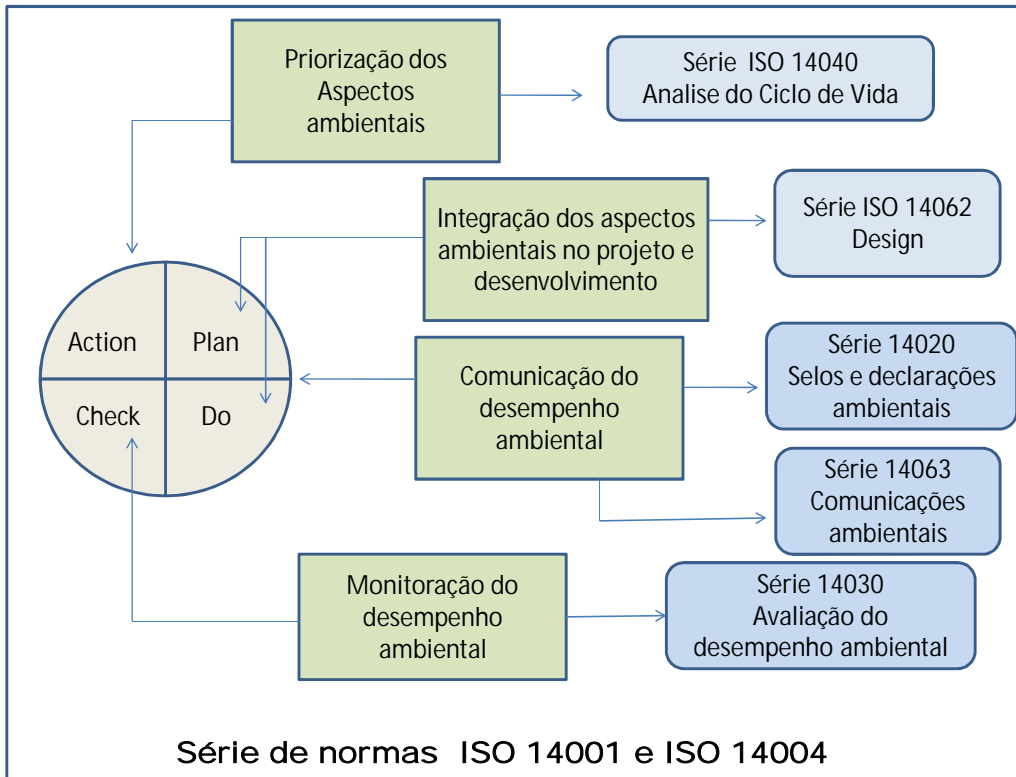 Priorização dos
Aspectos
ambientais
Série ISO 14040
Analise do Ciclo de Vida
Integração dos aspectos
ambientais no projeto e
desenvolvimento
Série ISO 14062
Design
Action
Plan
Check
Do
Comunicação do
desempenho
ambiental
Série 14020
Selos e declarações
ambientais
Série 14063
Comunicações
ambientais
Monitoração do
desempenho
ambiental
Série 14030
Avaliação do
desempenho ambiental
Série de normas ISO 14001 e ISO 14004